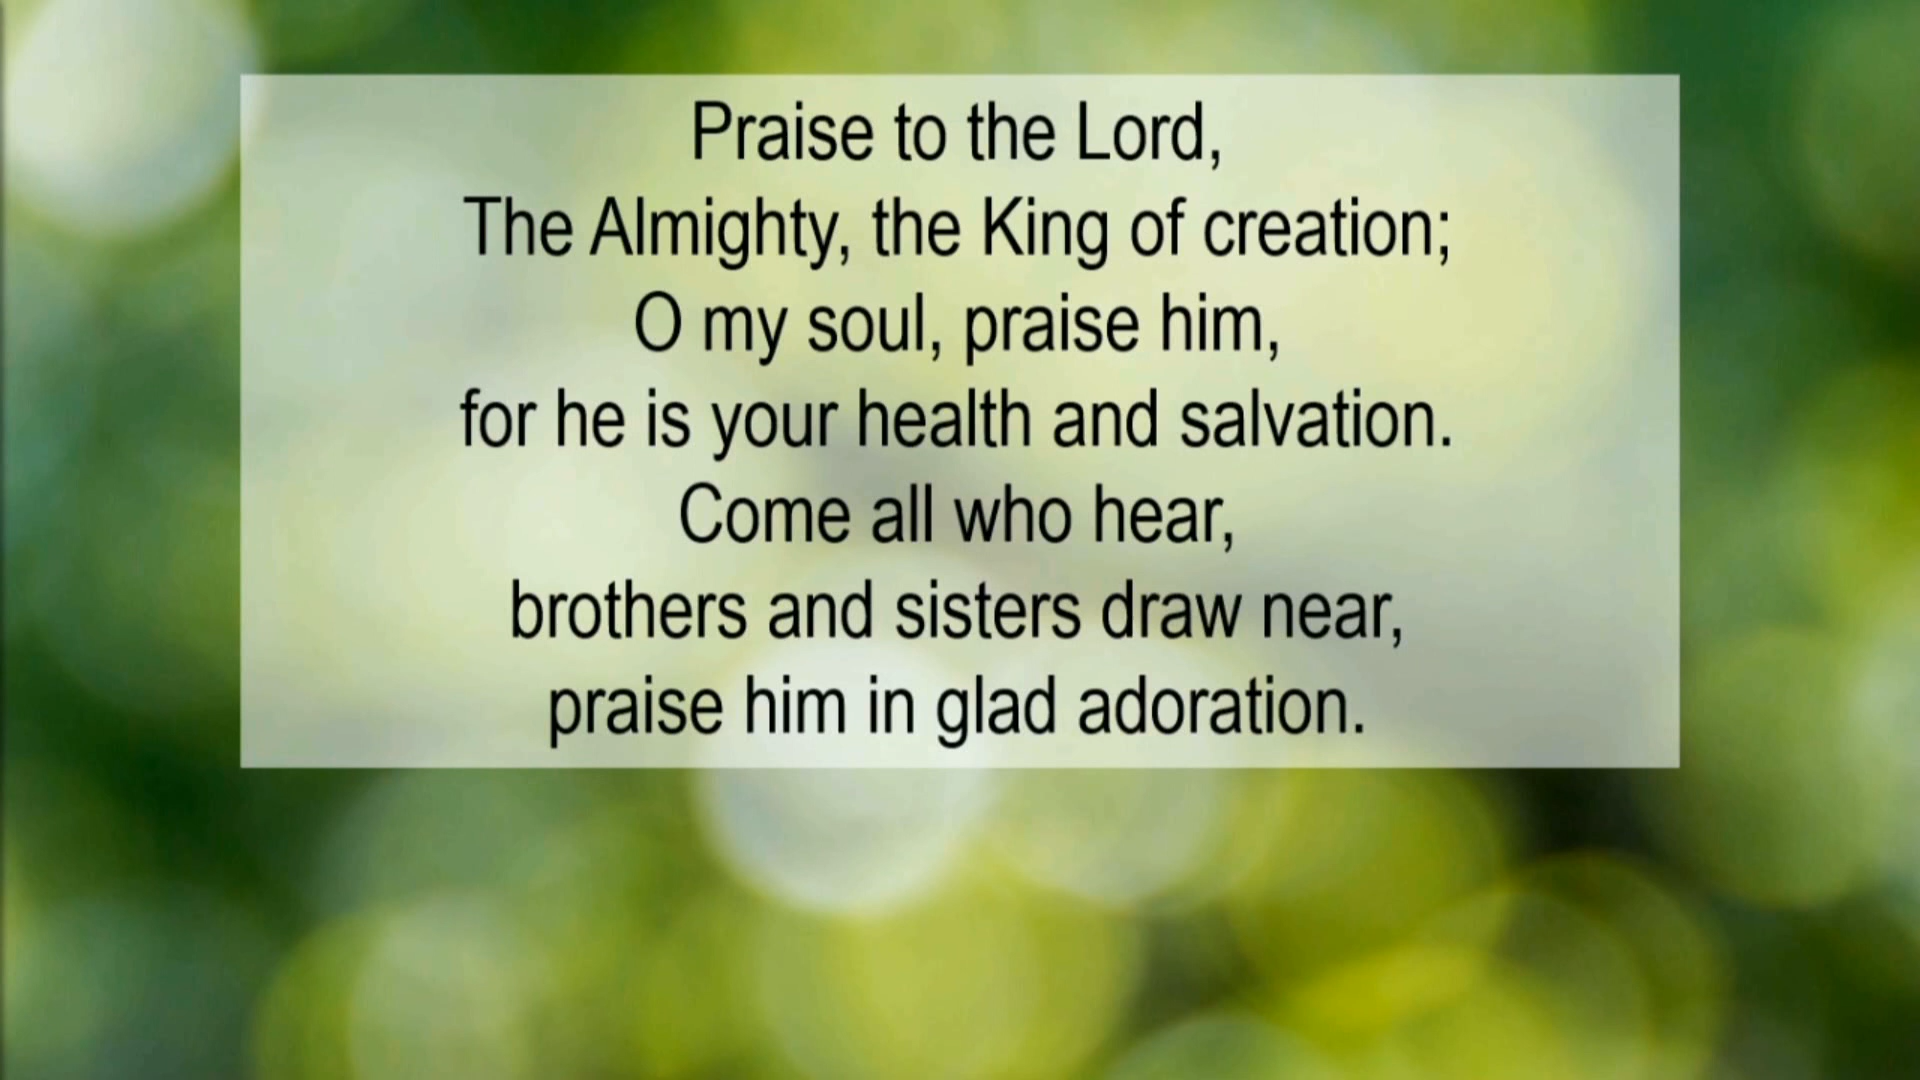 Praise to the Lord,
The Almighty, the King of creation;
O my soul, praise him,
for he is your health and salvation.
Come all who hear,
brothers and sisters draw near,
praise him in glad adoration.